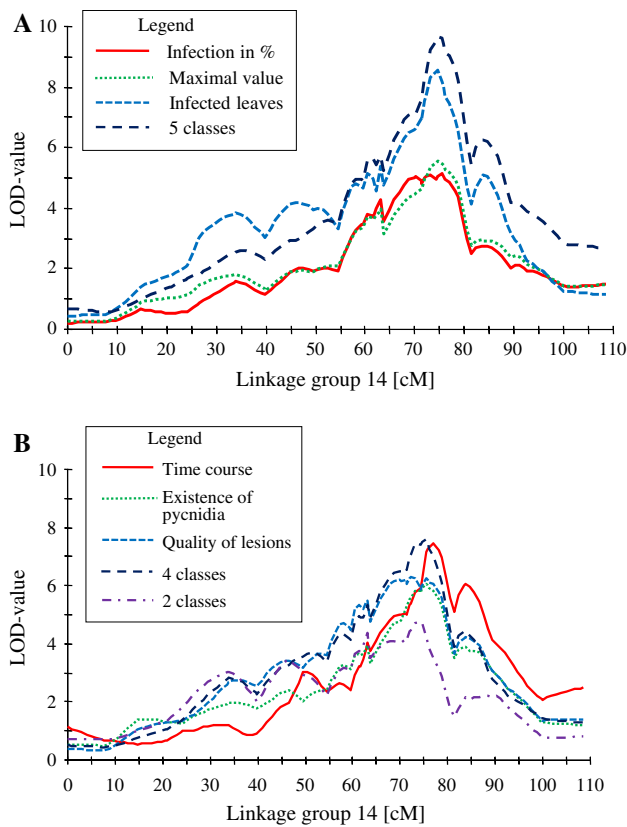 A
Legend
Infection in %
Maximal value
Infected leaves
5 classes
LOD-value
10
8
6
4
2
0
0 10 20 30 40 50 60 70 80 90 100 110
Linkage group 14 [cM]
B
Legend
Time course
Existence of
pycnidia
Quality of lesions
4 classes
2 classes
LOD-value
10
8
6
4
2
0
0 10 20 30 40 50 60 70 80 90 100 110
Linkage group 14 [cM]